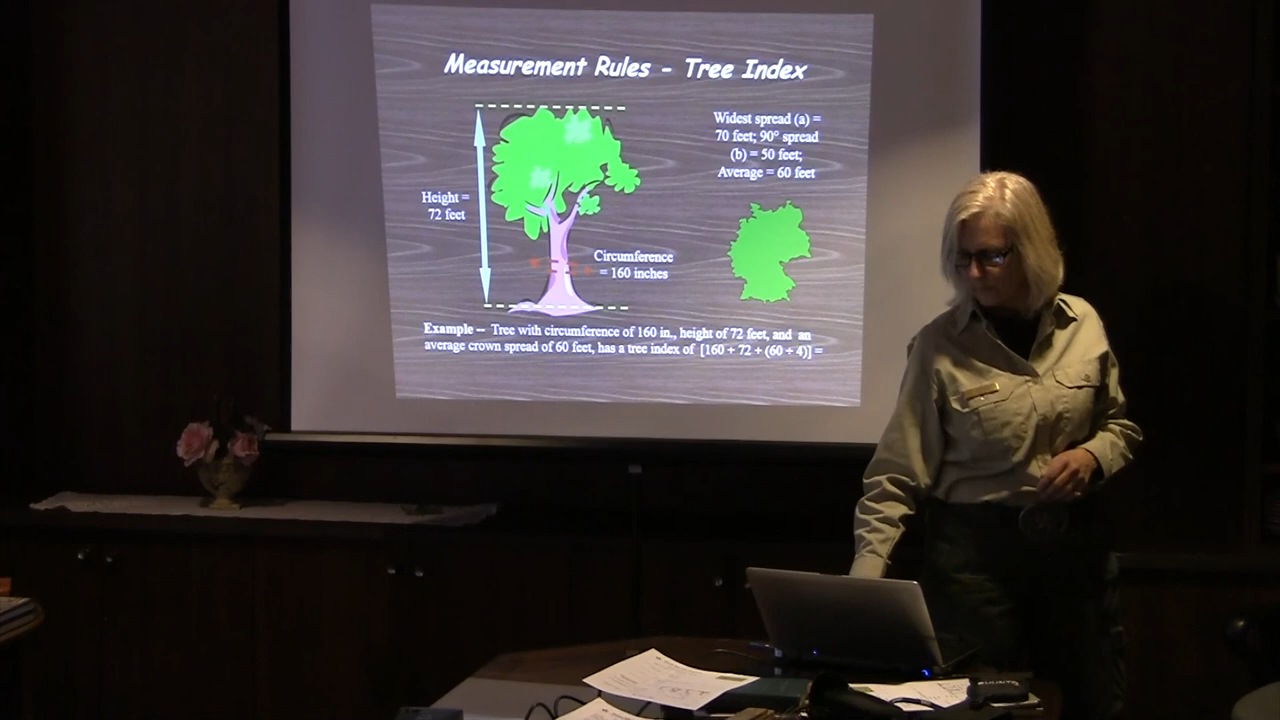 Measurement Rules - Tree Index
Widest spread (a) =
70 feet; 90° spread
(b) = 50 feet;
Average = 60 feet
Height =
72 feet
Circumference
= 160 inches
Example -- Tree with circumference of 160 in., height of 72 feet, and an
average crown spread of 60 feet, has a tree index of [160 + 72 + (60 ÷ 4)] =